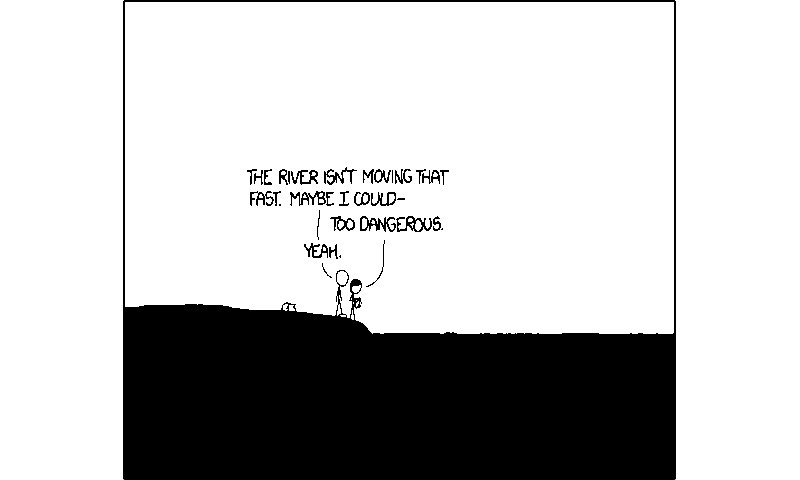 THE RIVER ISN'T MOVING THAT
FAST. MAYBE I COULD-
TOO DANGEROUS.
YEAH.